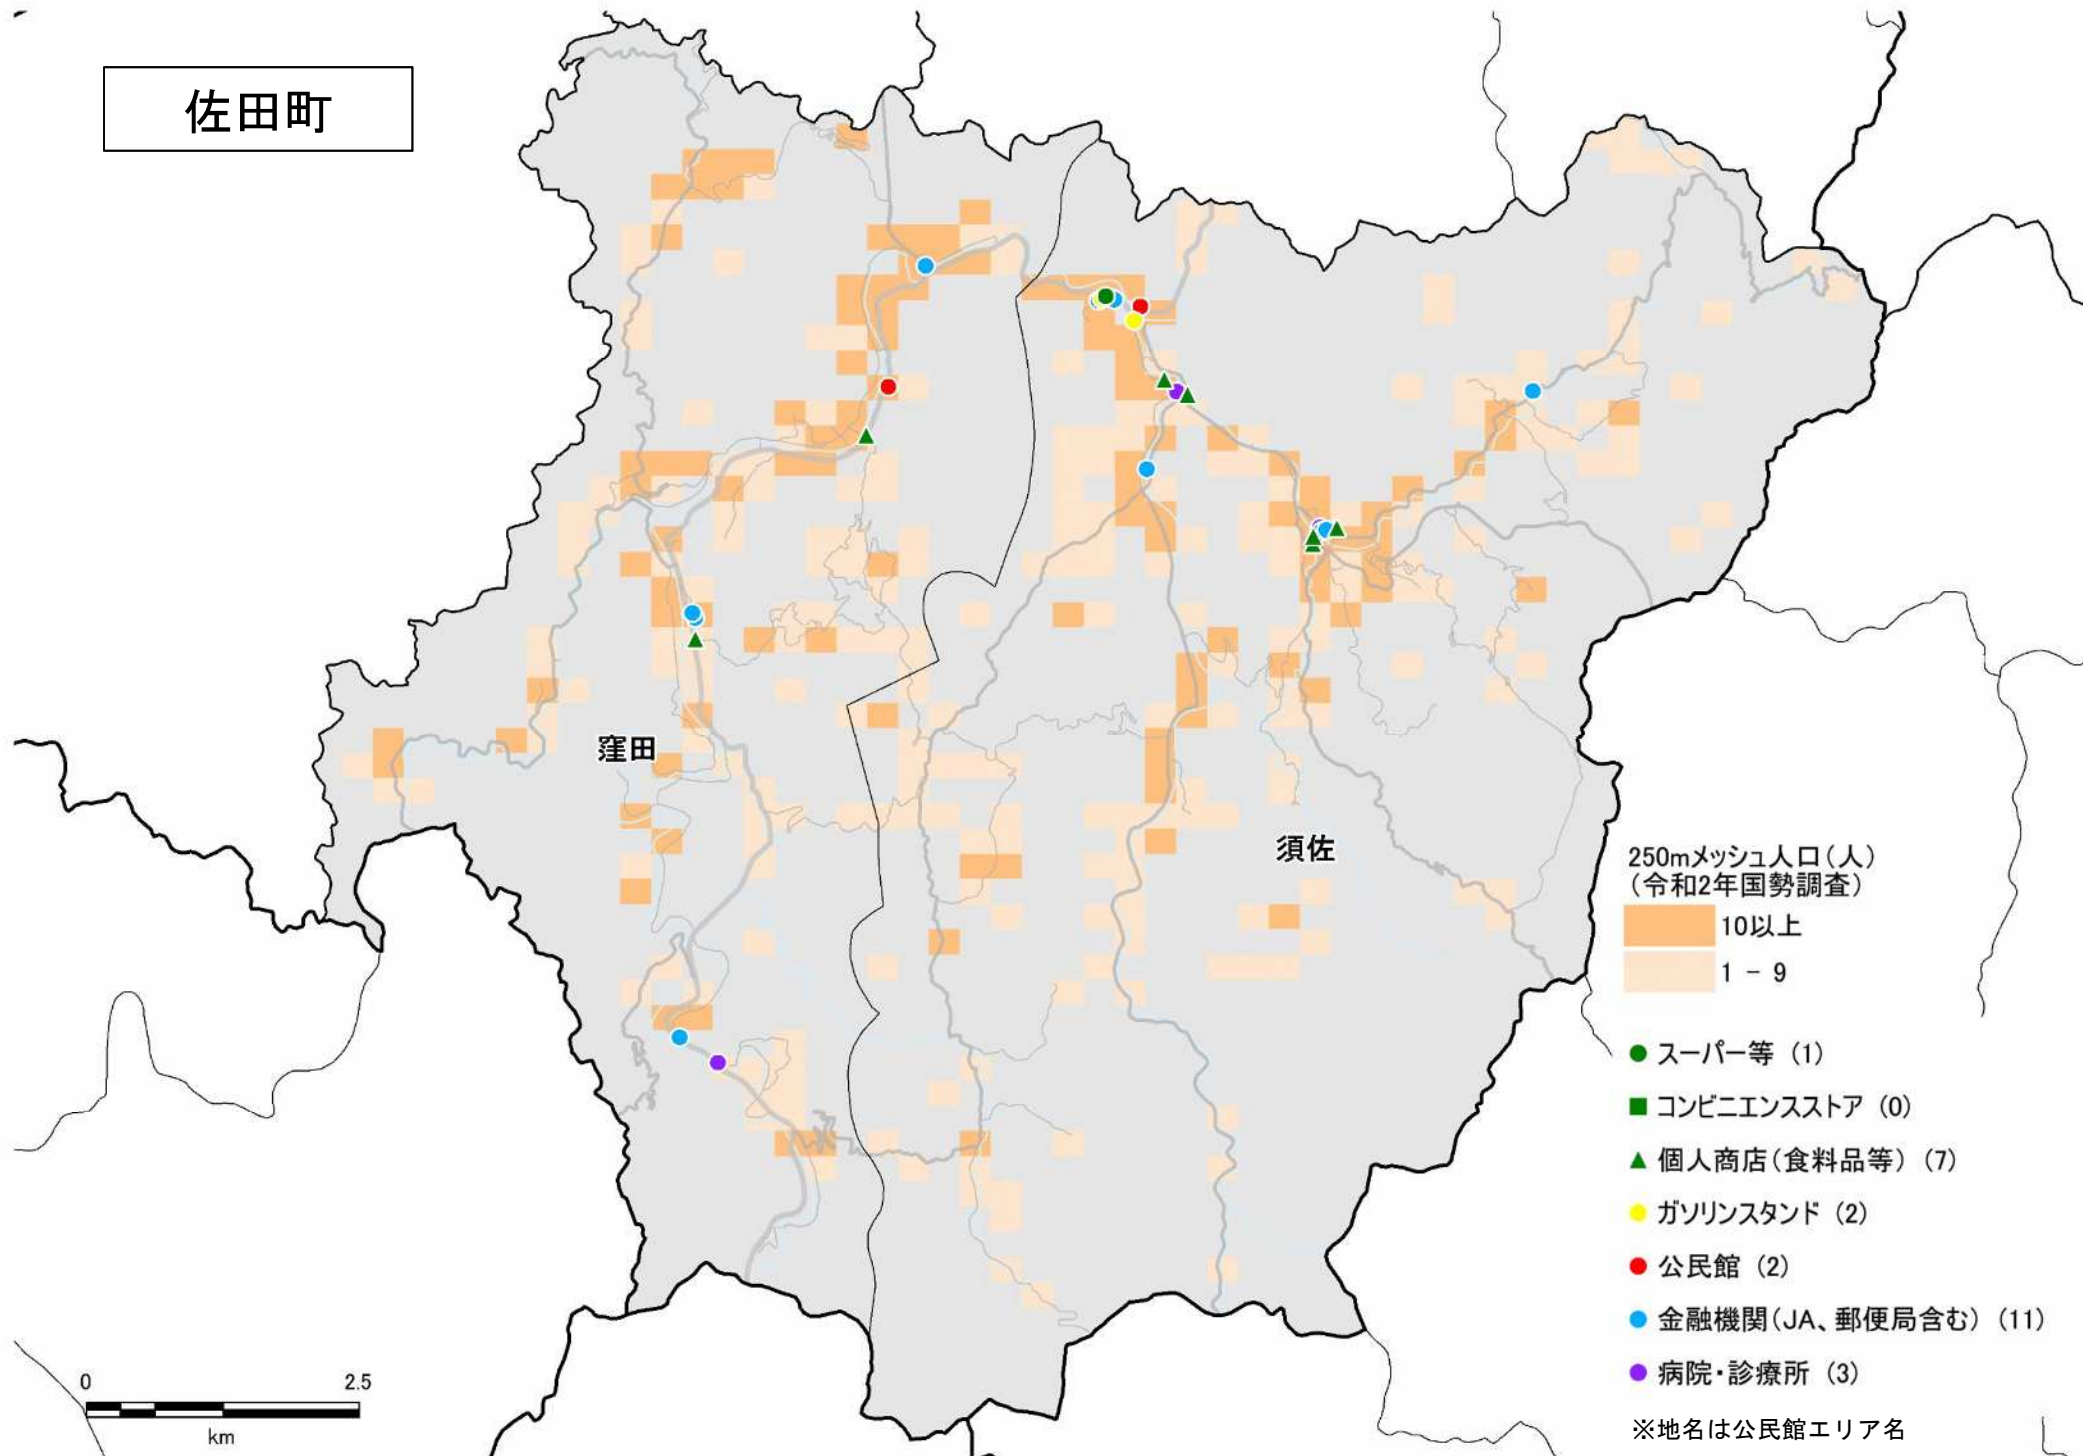 佐田町
窪田
須佐
250mメッシュ人口（人）
（令和2年国勢調査）
10以上
1 - 9
スーパー等 (1)
コンビニエンスストア (0)
個人商店（食料品等） (7)
ガソリンスタンド (2)
公民館 (2)
金融機関（JA、郵便局含む） (11)
病院・診療所 (3)
※地名は公民館エリア名
0 2.5
km